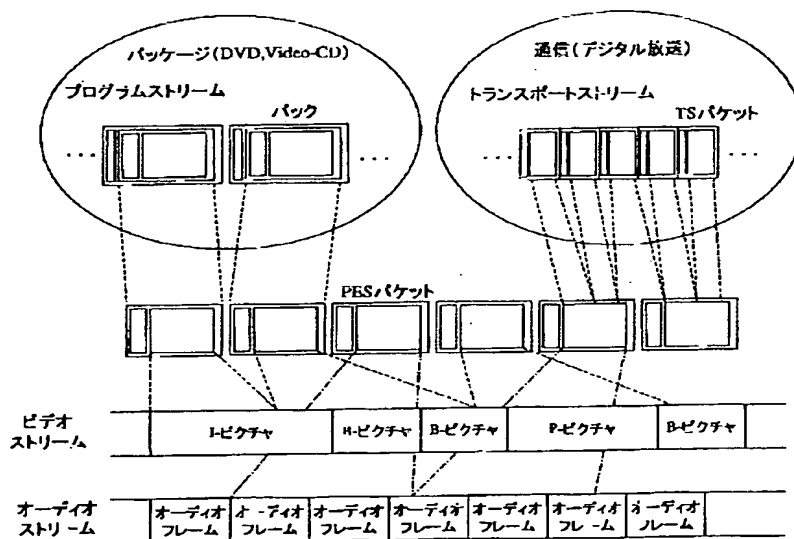 パッケージ(DVD,Video-CD)
プログラムストリーム
パック
通信(デジタル放送)
トランスポートストリーム
TSパケット
PESパケット
ビデオ
ストリーム
I-ピクチャ
B-ピクチャ
B-ピクチャ
P-ピクチャ
B-ピクチャ
オーディオ
ストリーム
オーディオ
フレーム
オーディオ
フレーム
オーディオ
フレーム
オーディオ
フレーム
オーディオ
フレーム
オーディオ
フレーム
オーディオ
フレーム